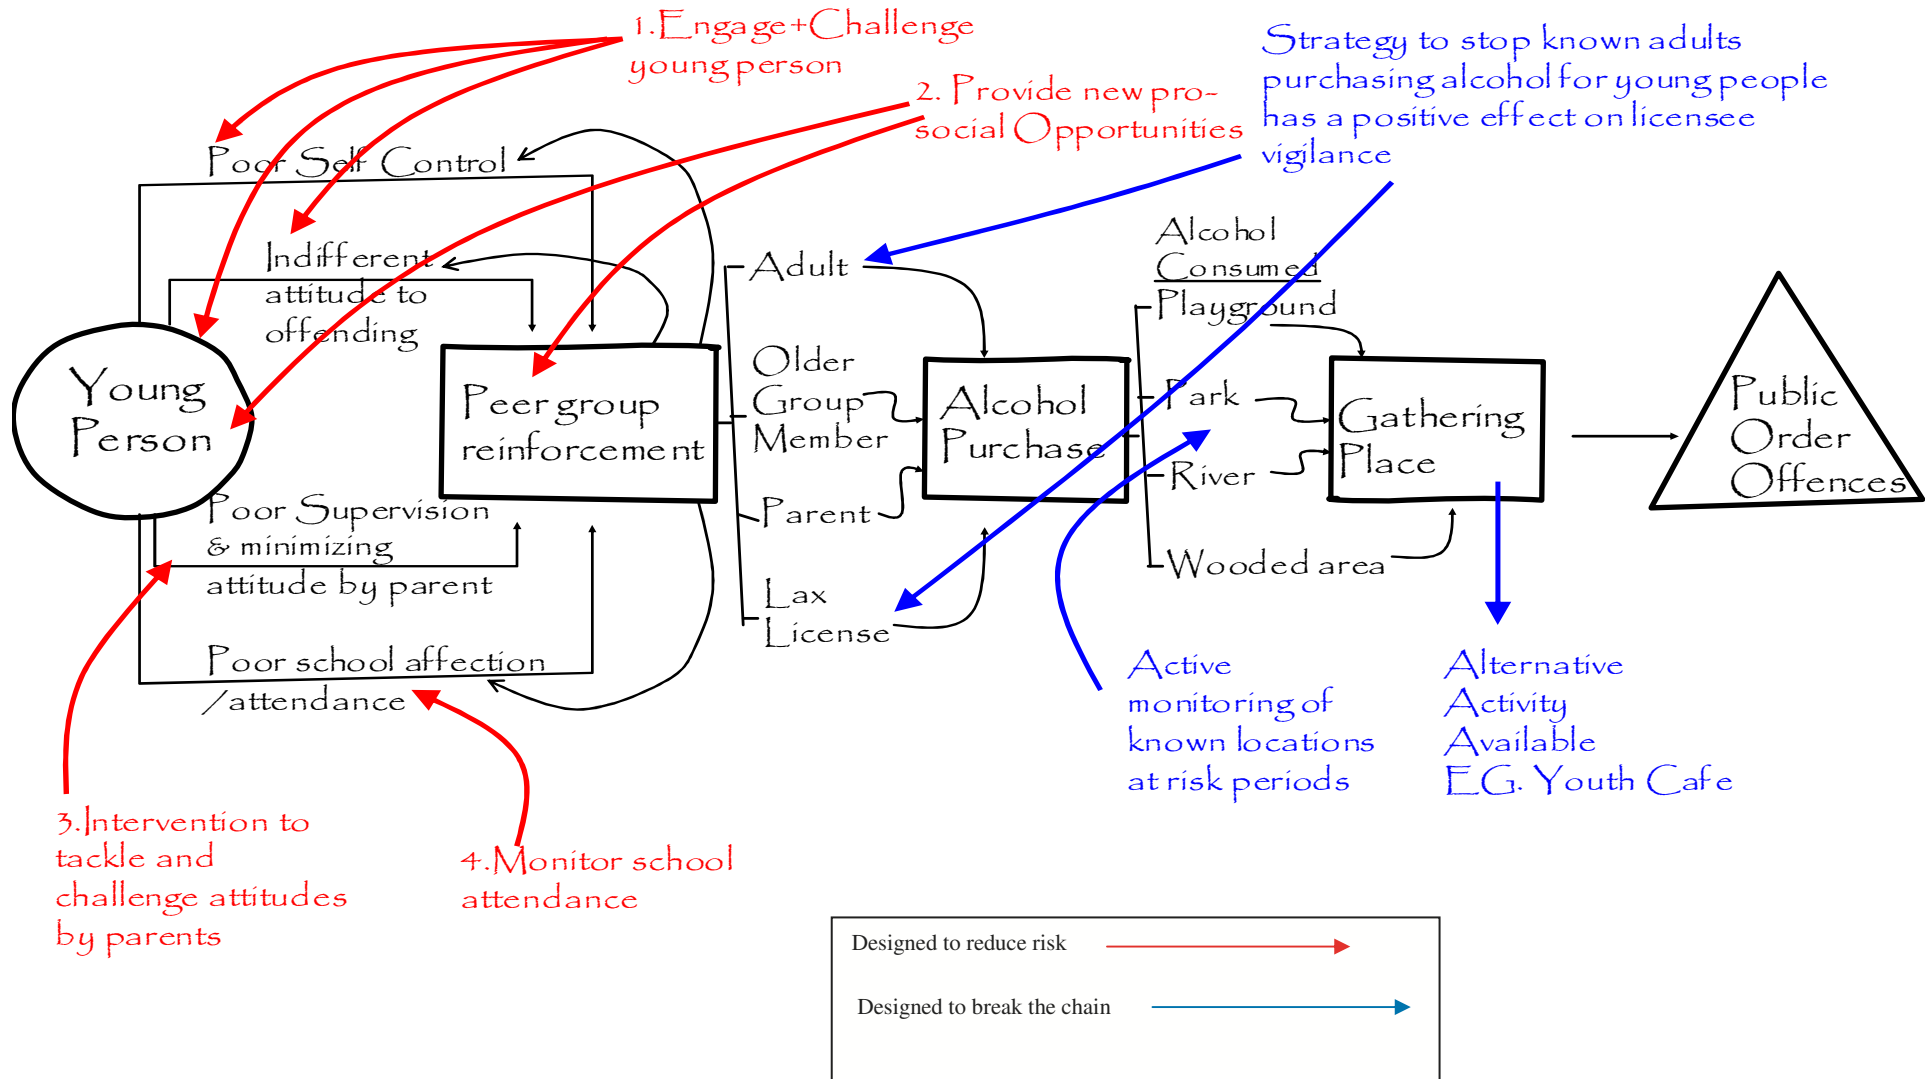 1.Engage+Challenge
young person
2. Provide new pro-
social Opportunities
Strategy to stop known adults
purchasing alcohol for young people
has a positive effect on licensee
vigilance
Poor Self Control
Indifferent
attitude to
offending
Young
Person
Peer group
reinforcement
Poor Supervision
& minimizing
attitude by parent
Poor school affection
/attendance
Adult
Older
Group
Member
Parent
Lax
License
Alcohol
Purchase
Alcohol
Consumed
Playground
Park
River
Wooded area
Gathering
Place
Public
Order
Offences
3.Intervention to
tackle and
challenge attitudes
by parents
4.Monitor school
attendance
Active
monitoring of
known locations
at risk periods
Alternative
Activity
Available
EG. Youth Cafe
Designed to reduce risk
Designed to break the chain